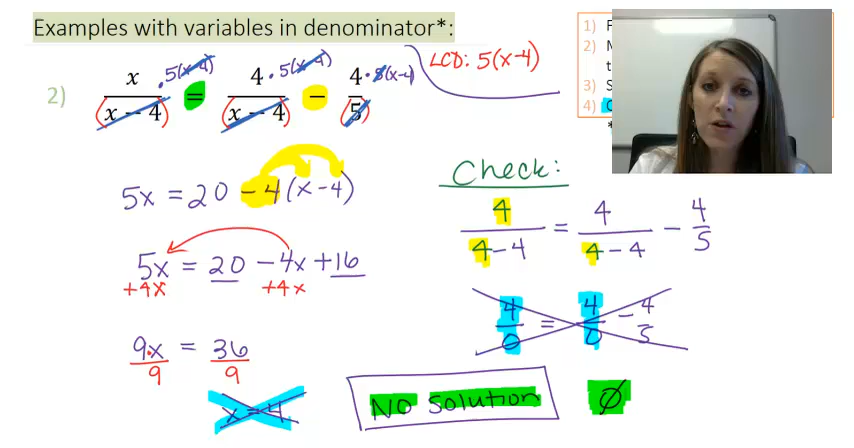 Examples with variables in denominator*:
2) x · 5(x-4) / (x - 4) = 4 · 5(x-4) / (x - 4) - 4 · 5(x-4) / (5)
LCD: 5(x-4)
5x = 20 - 4(x - 4)
5x = 20 - 4x + 16
+4x +4x
9x = 36
9 9
x = 4
Check:
4 / 4 - 4 = 4 / 4 - 4 - 4 / 5
4 / 0 = 4 / 0 - 4 / 5
NO Solution ∅
1)
2)
3)
4)